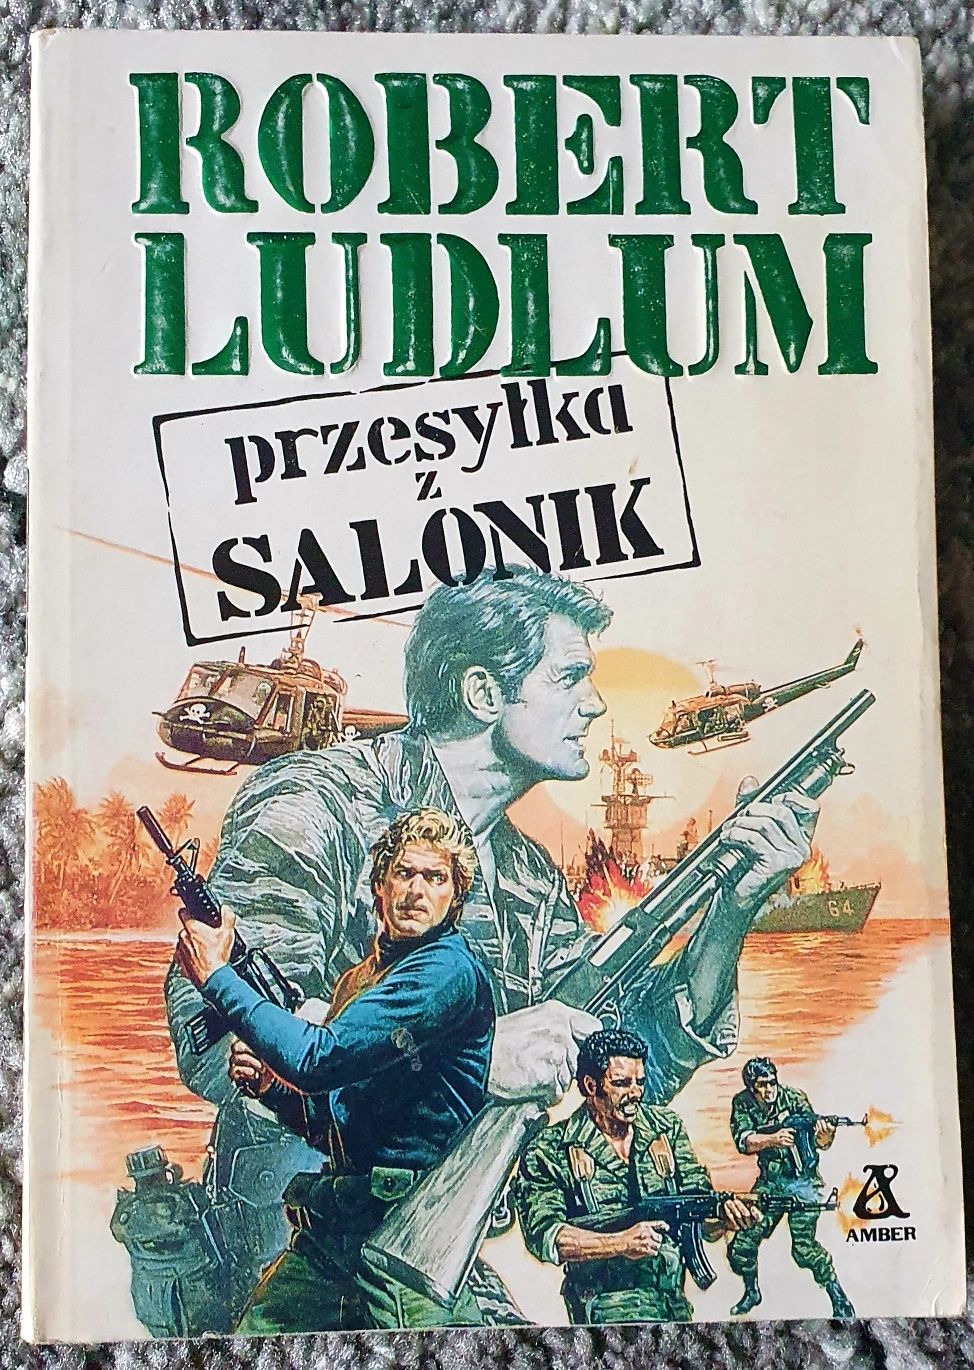 ROBERT
LUDLUM
przesyłka
z
SALONIK
64
AMBER